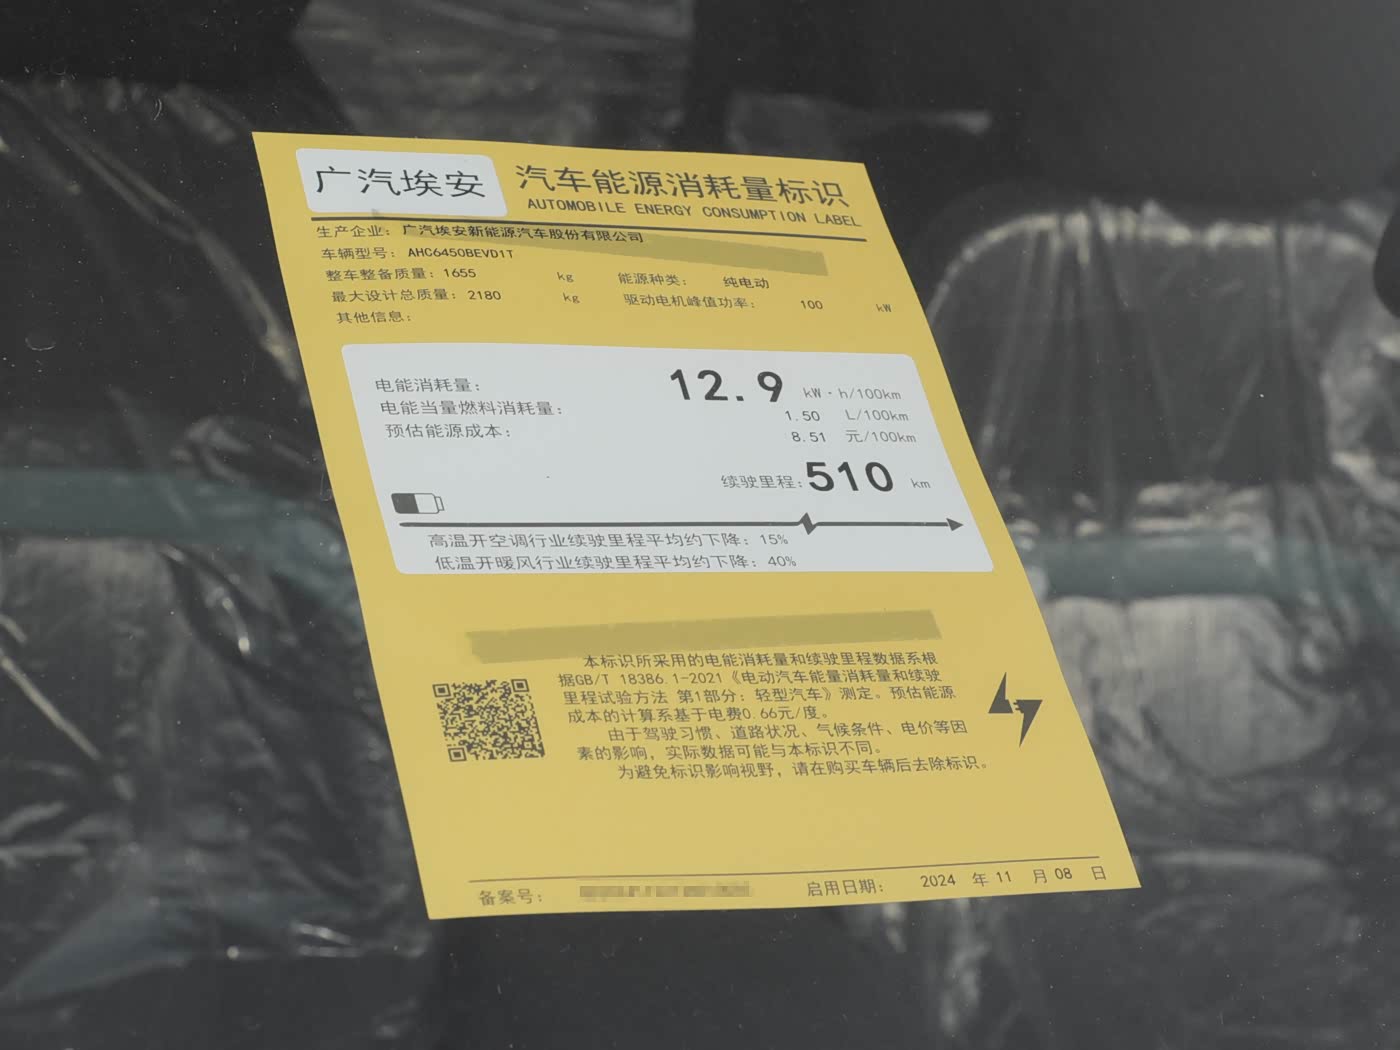 广汽埃安
汽车能源消耗量标识
AUTOMOBILE ENERGY CONSUMPTION LABEL
生产企业：广汽埃安新能源汽车股份有限公司
车辆型号：AHC6450BEVD1T
整车整备质量：1655 kg 能源种类：纯电动
最大设计总质量：2180 kg 驱动电机峰值功率：100 kW
其他信息：
电能消耗量：12.9 kW·h/100km
电能当量燃料消耗量：1.50 L/100km
预估能源成本：8.51 元/100km
续驶里程：510 km
高温开空调行业续驶里程平均约下降：15%
低温开暖风行业续驶里程平均约下降：40%
本标识所采用的电能消耗量和续驶里程数据系根
据GB/T 18386.1-2021《电动汽车能量消耗量和续驶
里程试验方法 第1部分：轻型汽车》测定。预估能源
成本的计算系基于电费0.66元/度。
由于驾驶习惯、道路状况、气候条件、电价等因
素的影响，实际数据可能与本标识不同。
为避免标识影响视野，请在购买车辆后去除标识。
备案号： 启用日期： 2024 年 11 月 08 日